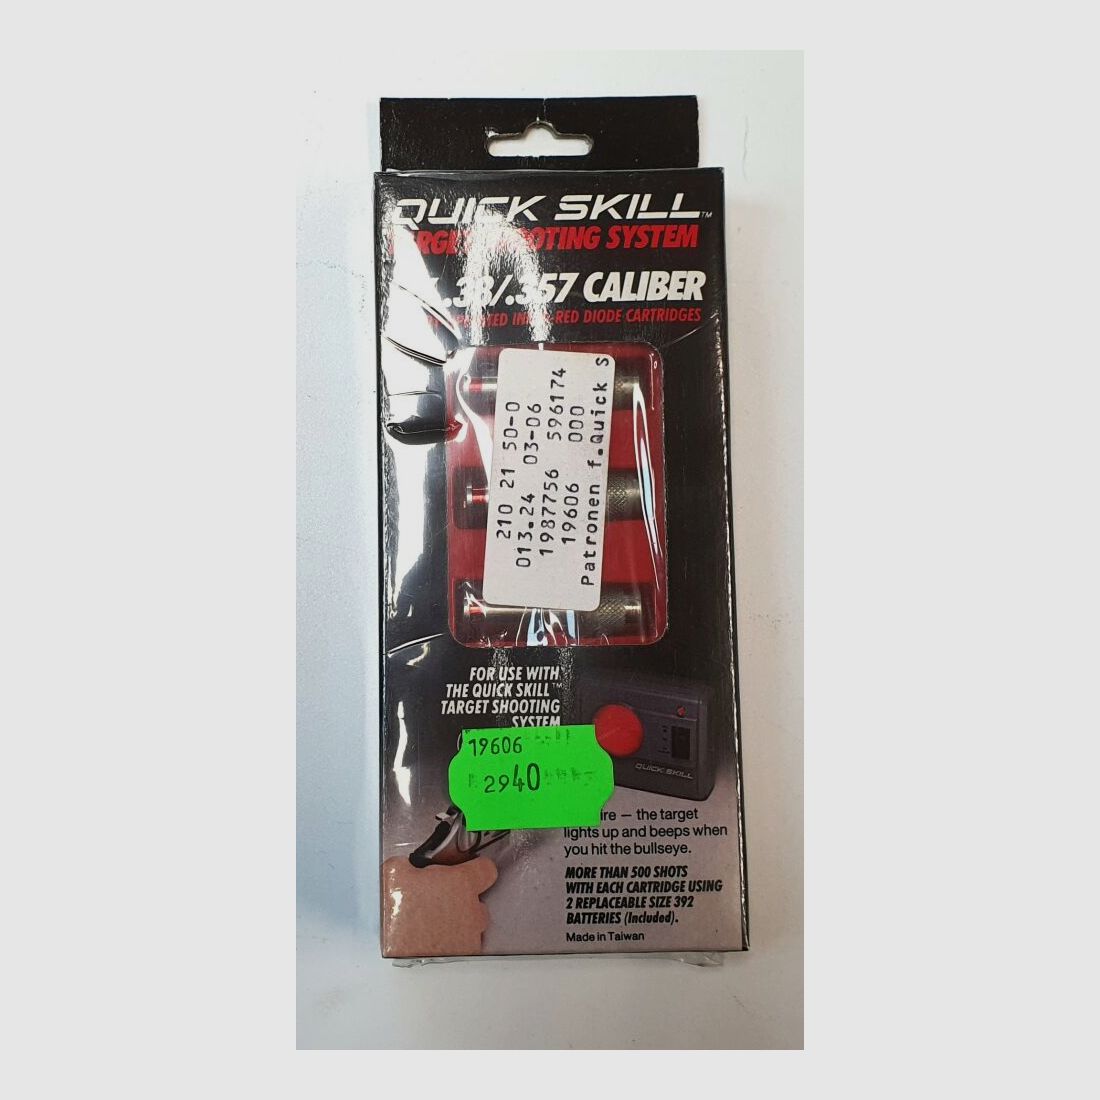 QUICK SKILL™
TARGET SHOOTING SYSTEM
.38/.357 CALIBER
INFRA-RED DIODE CARTRIDGES
210 21 50-0
013.24 03-06
1987756 596174
19606 000
Patronen f.Quick S
FOR USE WITH
THE QUICK SKILL™
TARGET SHOOTING
SYSTEM
QUICK SKILL
19606
2940
the target
lights up and beeps when
you hit the bullseye.
MORE THAN 500 SHOTS
WITH EACH CARTRIDGE USING
2 REPLACEABLE SIZE 392
BATTERIES (Included).
Made in Taiwan